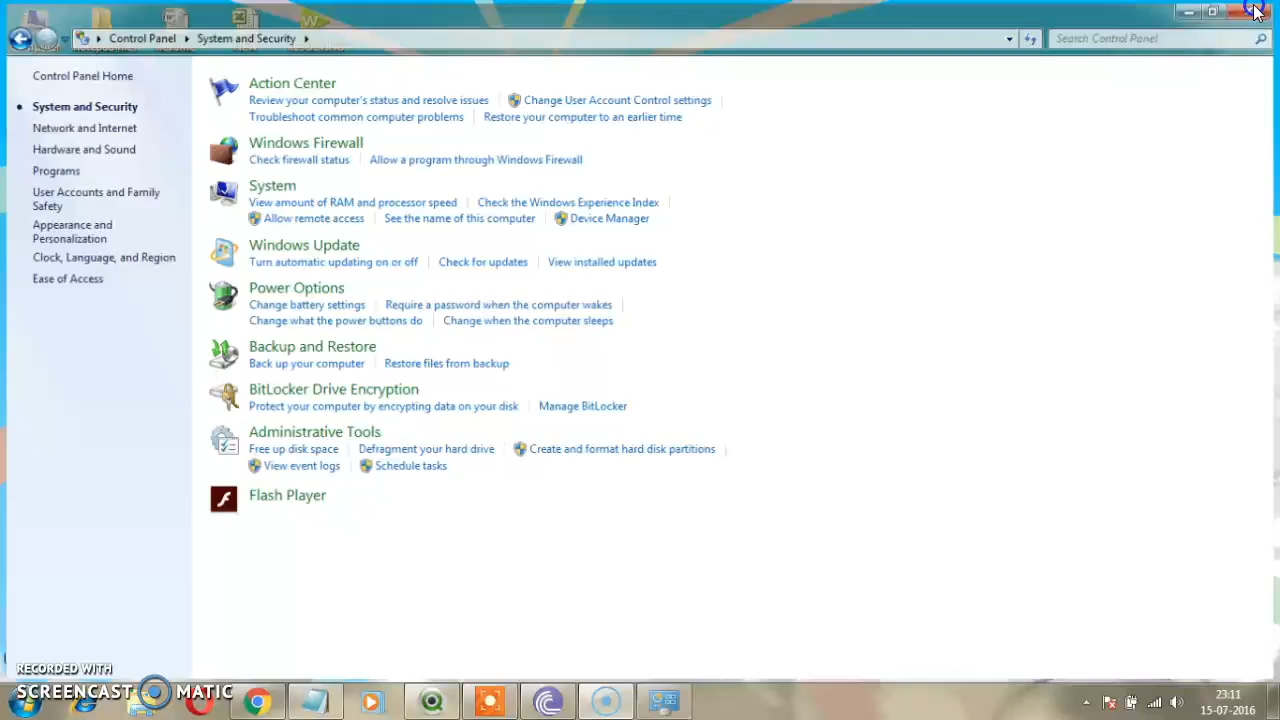 Control Panel
System and Security
Search Control Panel
Control Panel Home
System and Security
Network and Internet
Hardware and Sound
Programs
User Accounts and Family
Safety
Appearance and
Personalization
Clock, Language, and Region
Ease of Access
Action Center
Review your computer's status and resolve issues
Change User Account Control settings
Troubleshoot common computer problems
Restore your computer to an earlier time
Windows Firewall
Check firewall status
Allow a program through Windows Firewall
System
View amount of RAM and processor speed
Check the Windows Experience Index
Allow remote access
See the name of this computer
Device Manager
Windows Update
Turn automatic updating on or off
Check for updates
View installed updates
Power Options
Change battery settings
Require a password when the computer wakes
Change what the power buttons do
Change when the computer sleeps
Backup and Restore
Back up your computer
Restore files from backup
BitLocker Drive Encryption
Protect your computer by encrypting data on your disk
Manage BitLocker
Administrative Tools
Free up disk space
Defragment your hard drive
Create and format hard disk partitions
View event logs
Schedule tasks
Flash Player
RECORDED WITH
SCREENCAST MATIC
23:11
15-07-2016